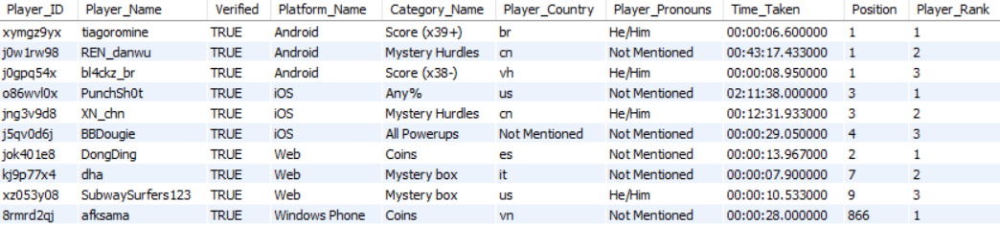 Player_ID Player_Name Verified Platform_Name Category_Name Player_Country Player_Pronouns Time_Taken Position Player_Rank
xymgz9yx tiagoromine TRUE Android Score (x39+) br He/Him 00:00:06.600000 1 1
j0w1rw98 REN_danwu TRUE Android Mystery Hurdles cn Not Mentioned 00:43:17.433000 1 2
j0gpq54x bl4ckz_br TRUE Android Score (x38-) vh He/Him 00:00:08.950000 1 3
o86wvl0x PunchSh0t TRUE iOS Any% us Not Mentioned 02:11:38.000000 3 1
jng3v9d8 XN_chn TRUE iOS Mystery Hurdles cn He/Him 00:12:31.933000 3 2
j5qv0d6j BBDougie TRUE iOS All Powerups Not Mentioned Not Mentioned 00:00:29.050000 4 3
jok401e8 DongDing TRUE Web Coins es Not Mentioned 00:00:13.967000 2 1
kj9p77x4 dha TRUE Web Mystery box it Not Mentioned 00:00:07.900000 7 2
xz053y08 SubwaySurfers123 TRUE Web Mystery box us He/Him 00:00:10.533000 9 3
8rmrd2qj afksama TRUE Windows Phone Coins vn Not Mentioned 00:00:28.000000 866 1